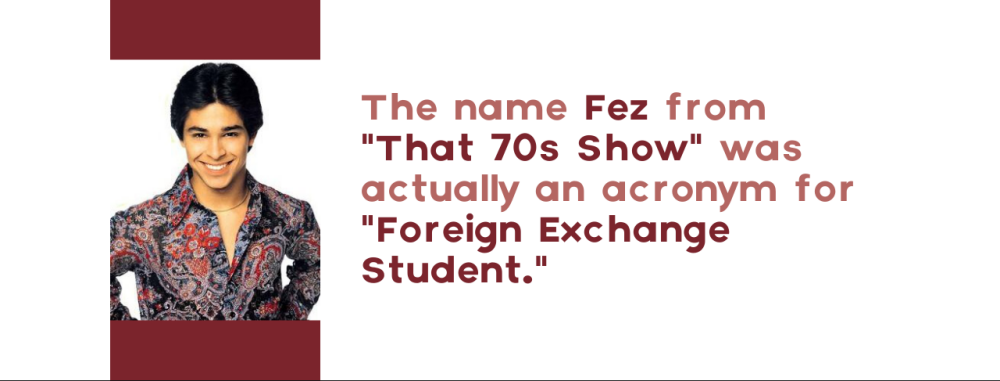 The name Fez from
"That 70s Show" was
actually an acronym for
"Foreign Exchange
Student."